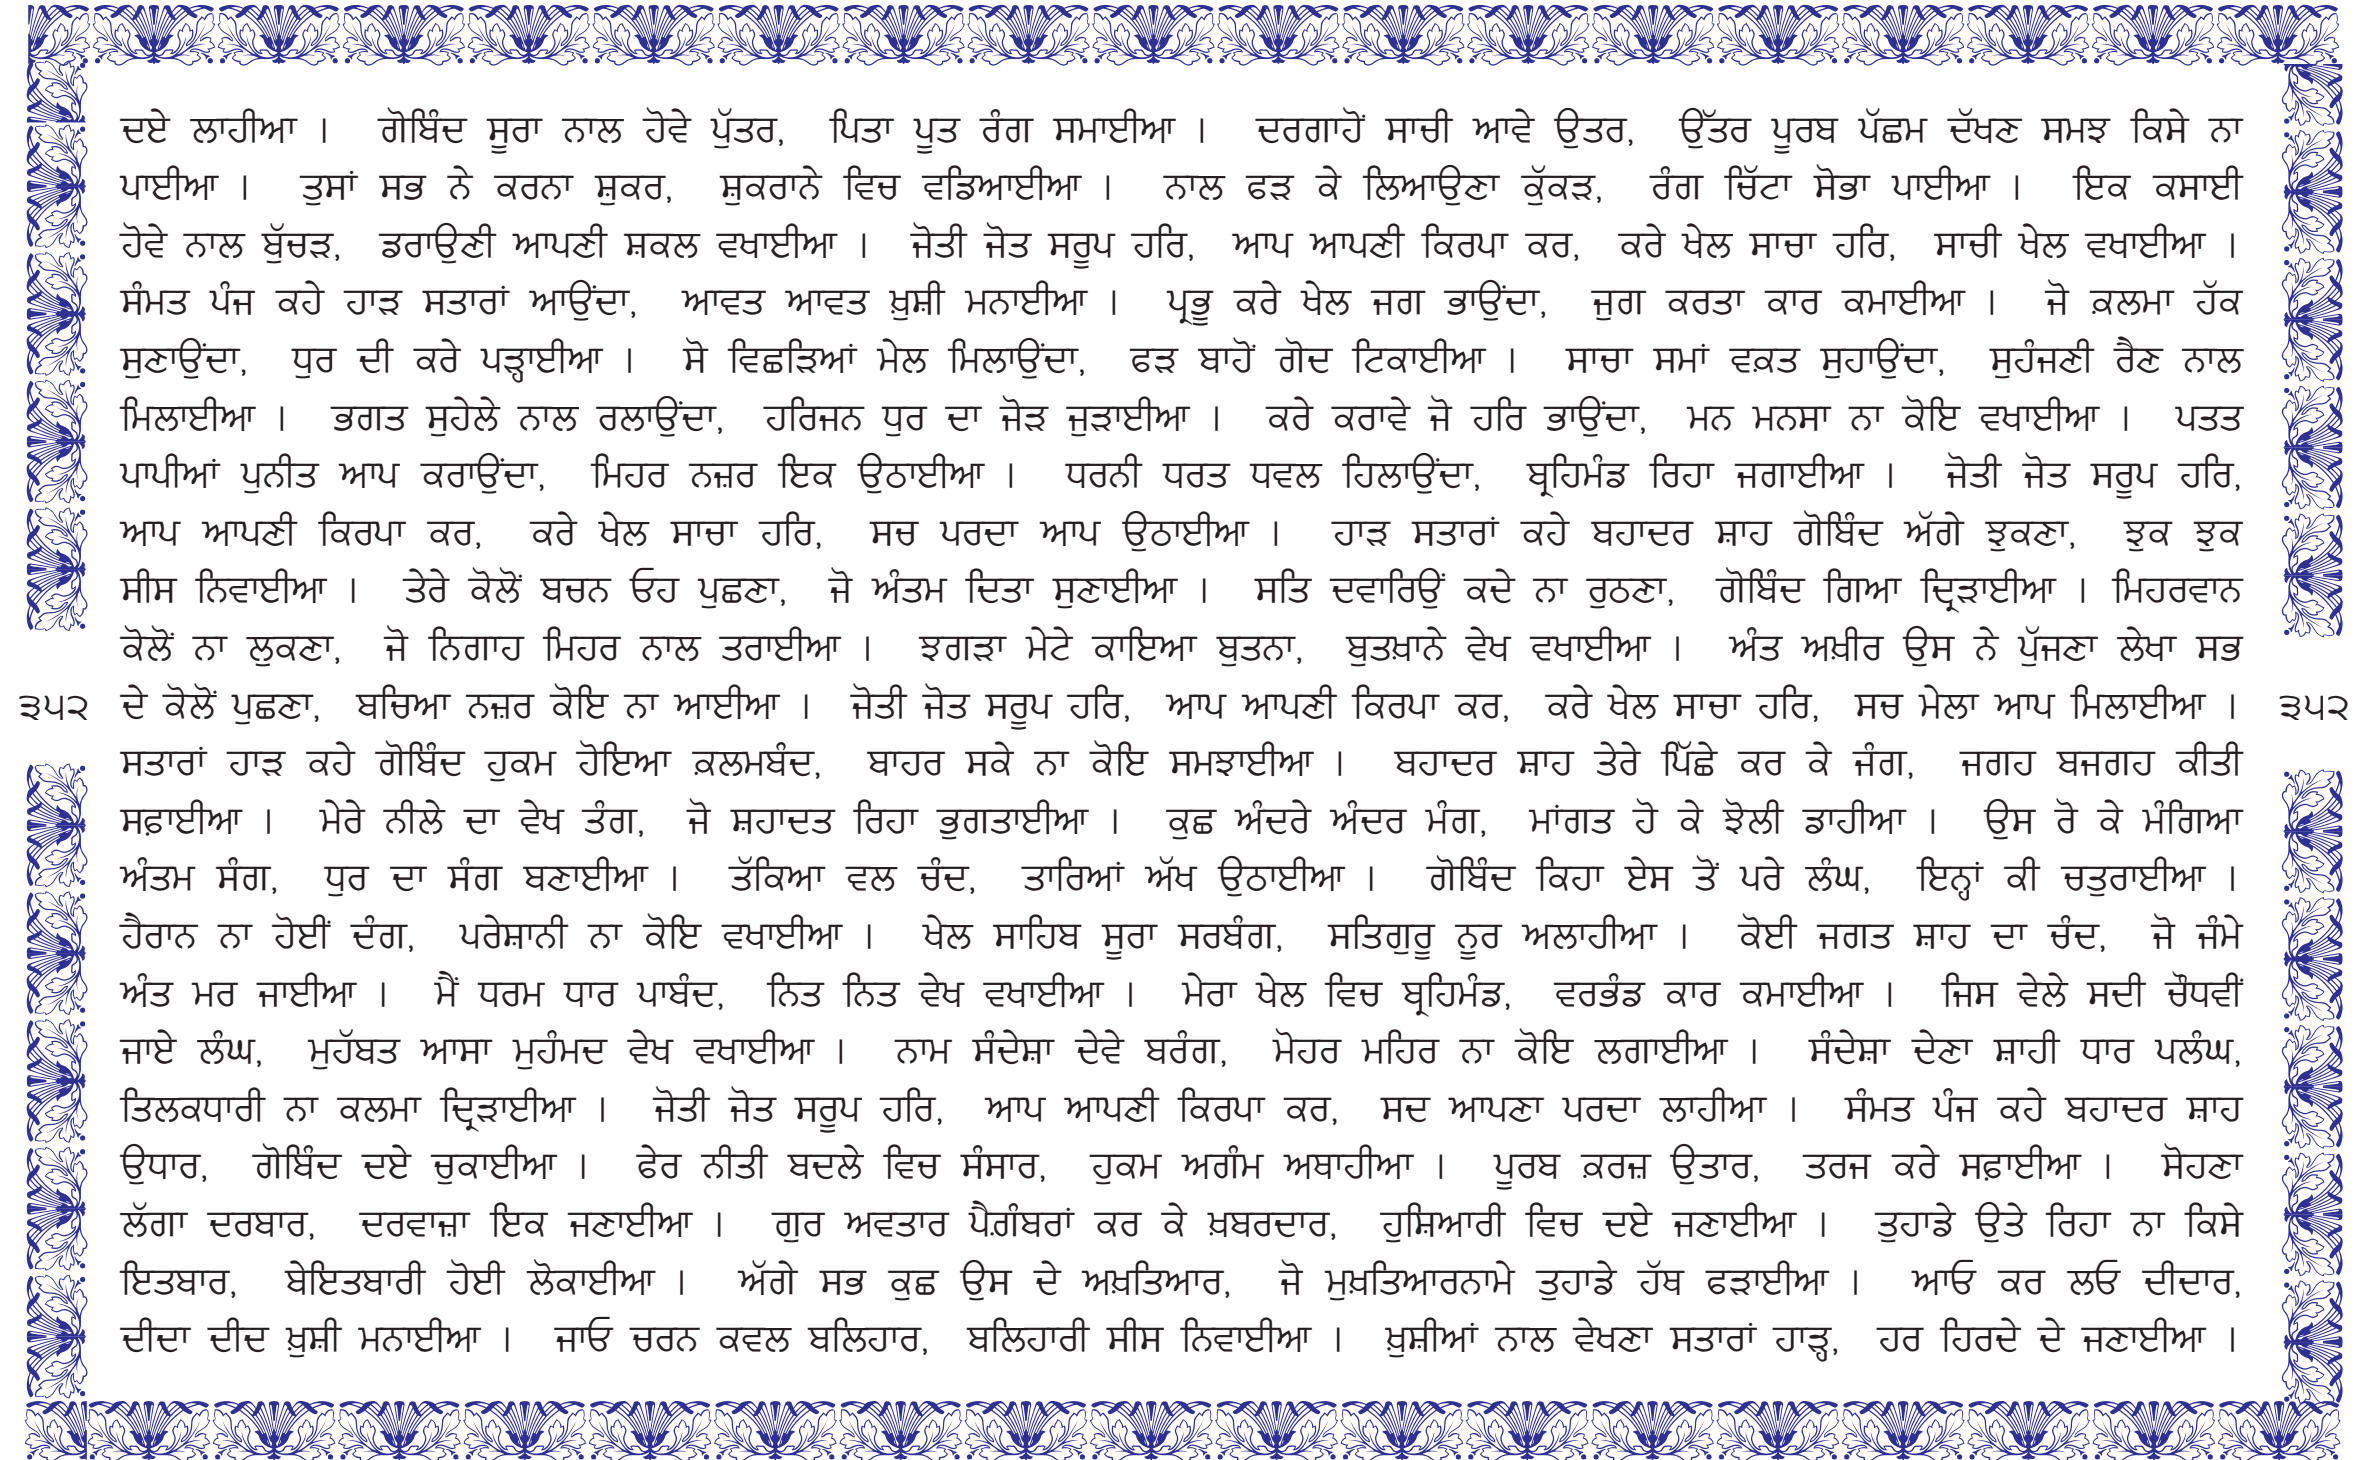 ਦਏ ਲਾਹੀਆ । ਗੋਬਿੰਦ ਸੂਰਾ ਨਾਲ ਹੋਵੇ ਪੁੱਤਰ, ਪਿਤਾ ਪੂਤ ਰੰਗ ਸਮਾਈਆ । ਦਰਗਾਹੋਂ ਸਾਚੀ ਆਵੇ ਉਤਰ, ਉੱਤਰ ਪੂਰਬ ਪੱਛਮ ਦੱਖਣ ਸਮਝ ਕਿਸੇ ਨਾ
ਪਾਈਆ । ਤੁਸਾਂ ਸਭ ਨੇ ਕਰਨਾ ਸ਼ੁਕਰ, ਸ਼ੁਕਰਾਨੇ ਵਿਚ ਵਡਿਆਈਆ । ਨਾਲ ਫੜ ਕੇ ਲਿਆਉਣਾ ਕੁੱਕੜ, ਰੰਗ ਚਿੱਟਾ ਸੋਭਾ ਪਾਈਆ । ਇਕ ਕਸਾਈ
ਹੋਵੇ ਨਾਲ ਬੁੱਚੜ, ਡਰਾਉਣੀ ਆਪਣੀ ਸ਼ਕਲ ਵਖਾਈਆ । ਜੋਤੀ ਜੋਤ ਸਰੂਪ ਹਰਿ, ਆਪ ਆਪਣੀ ਕਿਰਪਾ ਕਰ, ਕਰੇ ਖੇਲ ਸਾਚਾ ਹਰਿ, ਸਾਚੀ ਖੇਲ ਵਖਾਈਆ ।
ਸੰਮਤ ਪੰਜ ਕਹੇ ਹਾੜ ਸਤਾਰਾਂ ਆਉਂਦਾ, ਆਵਤ ਆਵਤ ਖ਼ੁਸ਼ੀ ਮਨਾਈਆ । ਪ੍ਰਭੂ ਕਰੇ ਖੇਲ ਜਗ ਭਾਉਂਦਾ, ਜੁਗ ਕਰਤਾ ਕਾਰ ਕਮਾਈਆ । ਜੋ ਕ਼ਲਮਾ ਹੱਕ
ਸੁਣਾਉਂਦਾ, ਧੁਰ ਦੀ ਕਰੇ ਪੜ੍ਹਾਈਆ । ਸੋ ਵਿਛੜਿਆਂ ਮੇਲ ਮਿਲਾਉਂਦਾ, ਫੜ ਬਾਹੋਂ ਗੋਦ ਟਿਕਾਈਆ । ਸਾਚਾ ਸਮਾਂ ਵਕ਼ਤ ਸੁਹਾਉਂਦਾ, ਸੁਹੰਜਣੀ ਰੈਣ ਨਾਲ
ਮਿਲਾਈਆ । ਭਗਤ ਸੁਹੇਲੇ ਨਾਲ ਰਲਾਉਂਦਾ, ਹਰਿਜਨ ਧੁਰ ਦਾ ਜੋੜ ਜੁੜਾਈਆ । ਕਰੇ ਕਰਾਵੇ ਜੋ ਹਰਿ ਭਾਉਂਦਾ, ਮਨ ਮਨਸਾ ਨਾ ਕੋਇ ਵਖਾਈਆ । ਪਤਤ
ਪਾਪੀਆਂ ਪੁਨੀਤ ਆਪ ਕਰਾਉਂਦਾ, ਮਿਹਰ ਨਜ਼ਰ ਇਕ ਉਠਾਈਆ । ਧਰਨੀ ਧਰਤ ਧਵਲ ਹਿਲਾਉਂਦਾ, ਬ੍ਰਹਿਮੰਡ ਰਿਹਾ ਜਗਾਈਆ । ਜੋਤੀ ਜੋਤ ਸਰੂਪ ਹਰਿ,
ਆਪ ਆਪਣੀ ਕਿਰਪਾ ਕਰ, ਕਰੇ ਖੇਲ ਸਾਚਾ ਹਰਿ, ਸਚ ਪਰਦਾ ਆਪ ਉਠਾਈਆ । ਹਾੜ ਸਤਾਰਾਂ ਕਹੇ ਬਹਾਦਰ ਸ਼ਾਹ ਗੋਬਿੰਦ ਅੱਗੇ ਝੁਕਣਾ, ਝੁਕ ਝੁਕ
ਸੀਸ ਨਿਵਾਈਆ । ਤੇਰੇ ਕੋਲੋਂ ਬਚਨ ਓਹ ਪੁਛਣਾ, ਜੋ ਅੰਤਮ ਦਿਤਾ ਸੁਣਾਈਆ । ਸਤਿ ਦਵਾਰਿਉਂ ਕਦੇ ਨਾ ਰੁਠਣਾ, ਗੋਬਿੰਦ ਗਿਆ ਦ੍ਰਿੜਾਈਆ । ਮਿਹਰਵਾਨ
ਕੋਲੋਂ ਨਾ ਲੁਕਣਾ, ਜੋ ਨਿਗਾਹ ਮਿਹਰ ਨਾਲ ਤਰਾਈਆ । ਝਗੜਾ ਮੇਟੇ ਕਾਇਆ ਬੁਤਨਾ, ਬੁਤਖ਼ਾਨੇ ਵੇਖ ਵਖਾਈਆ । ਅੰਤ ਅਖ਼ੀਰ ਉਸ ਨੇ ਪੁੱਜਣਾ ਲੇਖਾ ਸਭ
੩੫੨ ਦੇ ਕੋਲੋਂ ਪੁਛਣਾ, ਬਚਿਆ ਨਜ਼ਰ ਕੋਇ ਨਾ ਆਈਆ । ਜੋਤੀ ਜੋਤ ਸਰੂਪ ਹਰਿ, ਆਪ ਆਪਣੀ ਕਿਰਪਾ ਕਰ, ਕਰੇ ਖੇਲ ਸਾਚਾ ਹਰਿ, ਸਚ ਮੇਲਾ ਆਪ ਮਿਲਾਈਆ । ੩੫੨
ਸਤਾਰਾਂ ਹਾੜ ਕਹੇ ਗੋਬਿੰਦ ਹੁਕਮ ਹੋਇਆ ਕ਼ਲਮਬੰਦ, ਬਾਹਰ ਸਕੇ ਨਾ ਕੋਇ ਸਮਝਾਈਆ । ਬਹਾਦਰ ਸ਼ਾਹ ਤੇਰੇ ਪਿੱਛੇ ਕਰ ਕੇ ਜੰਗ, ਜਗਹ ਬਜਗਹ ਕੀਤੀ
ਸਫ਼ਾਈਆ । ਮੇਰੇ ਨੀਲੇ ਦਾ ਵੇਖ ਤੰਗ, ਜੋ ਸ਼ਹਾਦਤ ਰਿਹਾ ਭੁਗਤਾਈਆ । ਕੁਛ ਅੰਦਰੇ ਅੰਦਰ ਮੰਗ, ਮਾਂਗਤ ਹੋ ਕੇ ਝੋਲੀ ਡਾਹੀਆ । ਉਸ ਰੋ ਕੇ ਮੰਗਿਆ
ਅੰਤਮ ਸੰਗ, ਧੁਰ ਦਾ ਸੰਗ ਬਣਾਈਆ । ਤੱਕਿਆ ਵਲ ਚੰਦ, ਤਾਰਿਆਂ ਅੱਖ ਉਠਾਈਆ । ਗੋਬਿੰਦ ਕਿਹਾ ਏਸ ਤੋਂ ਪਰੇ ਲੰਘ, ਇਨ੍ਹਾਂ ਕੀ ਚਤੁਰਾਈਆ ।
ਹੈਰਾਨ ਨਾ ਹੋਈਂ ਦੰਗ, ਪਰੇਸ਼ਾਨੀ ਨਾ ਕੋਇ ਵਖਾਈਆ । ਖੇਲ ਸਾਹਿਬ ਸੂਰਾ ਸਰਬੰਗ, ਸਤਿਗੁਰੂ ਨੂਰ ਅਲਾਹੀਆ । ਕੋਈ ਜਗਤ ਸ਼ਾਹ ਦਾ ਚੰਦ, ਜੋ ਜੰਮੇ
ਅੰਤ ਮਰ ਜਾਈਆ । ਮੈਂ ਧਰਮ ਧਾਰ ਪਾਬੰਦ, ਨਿਤ ਨਿਤ ਵੇਖ ਵਖਾਈਆ । ਮੇਰਾ ਖੇਲ ਵਿਚ ਬ੍ਰਹਿਮੰਡ, ਵਰਭੰਡ ਕਾਰ ਕਮਾਈਆ । ਜਿਸ ਵੇਲੇ ਸਦੀ ਚੌਧਵੀਂ
ਜਾਏ ਲੰਘ, ਮੁਹੱਬਤ ਆਸਾ ਮੁਹੰਮਦ ਵੇਖ ਵਖਾਈਆ । ਨਾਮ ਸੰਦੇਸ਼ਾ ਦੇਵੇ ਬਰੰਗ, ਮੋਹਰ ਮਹਿਰ ਨਾ ਕੋਇ ਲਗਾਈਆ । ਸੰਦੇਸ਼ਾ ਦੇਣਾ ਸ਼ਾਹੀ ਧਾਰ ਪਲੰਘ,
ਤਿਲਕਧਾਰੀ ਨਾ ਕਲਮਾ ਦ੍ਰਿੜਾਈਆ । ਜੋਤੀ ਜੋਤ ਸਰੂਪ ਹਰਿ, ਆਪ ਆਪਣੀ ਕਿਰਪਾ ਕਰ, ਸਦ ਆਪਣਾ ਪਰਦਾ ਲਾਹੀਆ । ਸੰਮਤ ਪੰਜ ਕਹੇ ਬਹਾਦਰ ਸ਼ਾਹ
ਉਧਾਰ, ਗੋਬਿੰਦ ਦਏ ਚੁਕਾਈਆ । ਫੇਰ ਨੀਤੀ ਬਦਲੇ ਵਿਚ ਸੰਸਾਰ, ਹੁਕਮ ਅਗੰਮ ਅਥਾਹੀਆ । ਪੂਰਬ ਕ਼ਰਜ਼ ਉਤਾਰ, ਤਰਜ ਕਰੇ ਸਫ਼ਾਈਆ । ਸੋਹਣਾ
ਲੱਗਾ ਦਰਬਾਰ, ਦਰਵਾਜ਼ਾ ਇਕ ਜਣਾਈਆ । ਗੁਰ ਅਵਤਾਰ ਪੈਗ਼ੰਬਰਾਂ ਕਰ ਕੇ ਖ਼ਬਰਦਾਰ, ਹੁਸ਼ਿਆਰੀ ਵਿਚ ਦਏ ਜਣਾਈਆ । ਤੁਹਾਡੇ ਉਤੇ ਰਿਹਾ ਨਾ ਕਿਸੇ
ਇਤਬਾਰ, ਬੇਇਤਬਾਰੀ ਹੋਈ ਲੋਕਾਈਆ । ਅੱਗੇ ਸਭ ਕੁਛ ਉਸ ਦੇ ਅਖ਼ਤਿਆਰ, ਜੋ ਮੁਖ਼ਤਿਆਰਨਾਮੇ ਤੁਹਾਡੇ ਹੱਥ ਫੜਾਈਆ । ਆਓ ਕਰ ਲਓ ਦੀਦਾਰ,
ਦੀਦਾ ਦੀਦ ਖ਼ੁਸ਼ੀ ਮਨਾਈਆ । ਜਾਓ ਚਰਨ ਕਵਲ ਬਲਿਹਾਰ, ਬਲਿਹਾਰੀ ਸੀਸ ਨਿਵਾਈਆ । ਖ਼ੁਸ਼ੀਆਂ ਨਾਲ ਵੇਖਣਾ ਸਤਾਰਾਂ ਹਾੜ੍ਹ, ਹਰ ਹਿਰਦੇ ਦੇ ਜਣਾਈਆ ।